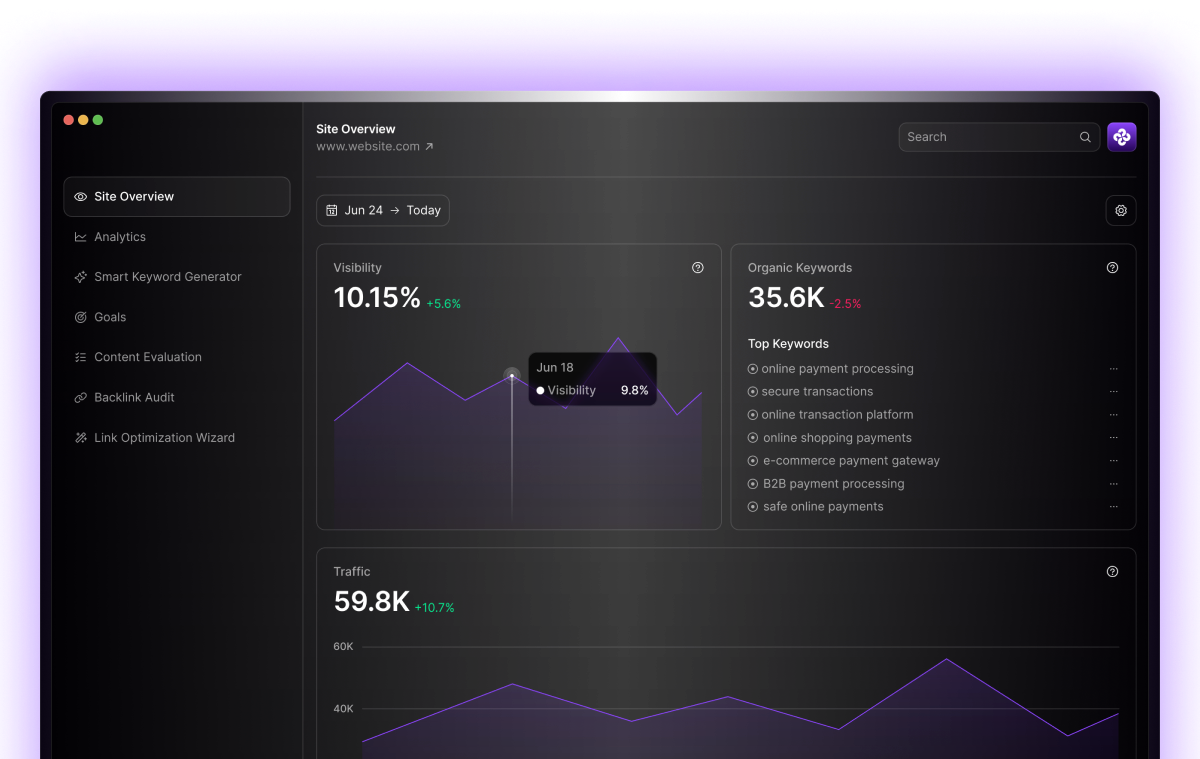 Site Overview
www.website.com
Search
Site Overview
Analytics
Smart Keyword Generator
Goals
Content Evaluation
Backlink Audit
Link Optimization Wizard
12
Jun 24 → Today
Visibility
10.15% +5.6%
Jun 18
Visibility 9.8%
Organic Keywords
35.6K -2.5%
Top Keywords
online payment processing
secure transactions
online transaction platform
online shopping payments
e-commerce payment gateway
B2B payment processing
safe online payments
Traffic
59.8K +10.7%
60K
40K